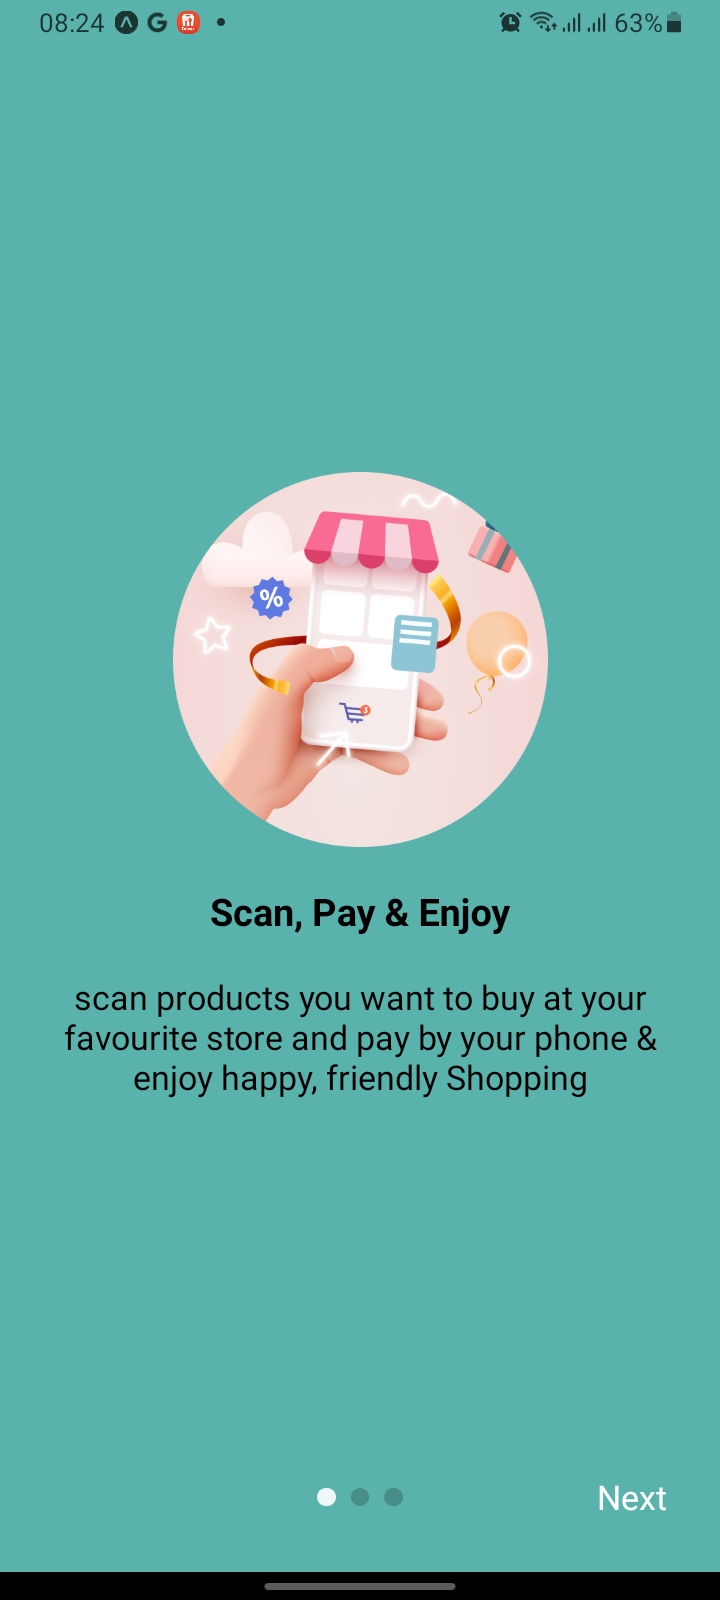 08:24 63%
%
3
Scan, Pay & Enjoy
scan products you want to buy at your
favourite store and pay by your phone &
enjoy happy, friendly Shopping
Next